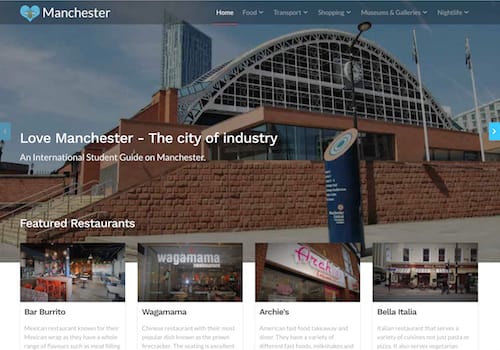 Manchester
Home Food Transport Shopping Museums & Galleries Nightlife
Love Manchester - The city of industry
An International Student Guide on Manchester.
Featured Restaurants
wagamama
Archie's
Bar Burrito
Wagamama
Archie's
Bella Italia
Mexican restaurant known for their
Mexican wrap as they have a whole
range of flavours such as meat filling
Chinese restaurant with their most
popular dish known as the prawn
firecracker. The seating is excellent
American fast food takeaway and
diner. They have a variety of
different fast foods, milkshakes and
Italian restaurant that serves a
variety of cuisines not just pasta or
pizza. It also serves vegetarian